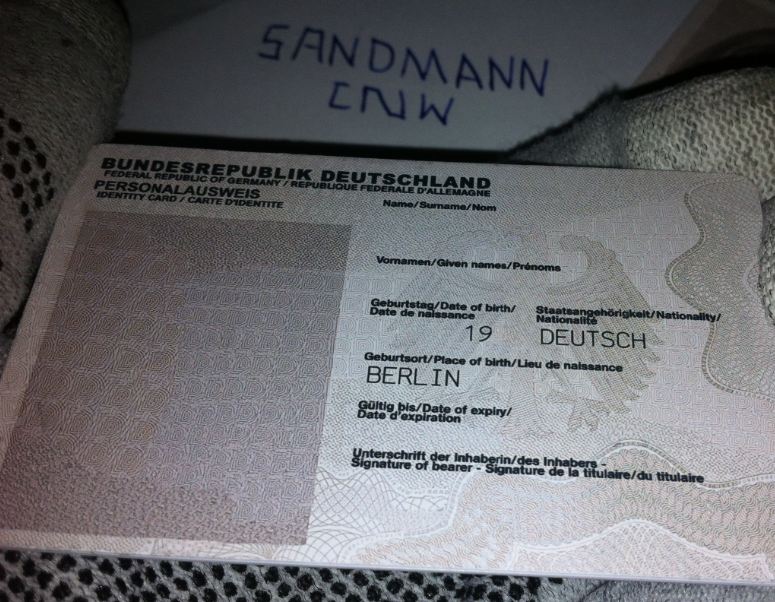 SANDMANN
CNW
BUNDESREPUBLIK DEUTSCHLAND
FEDERAL REPUBLIC OF GERMANY / REPUBLIQUE FEDERALE D'ALLEMAGNE
PERSONALAUSWEIS
IDENTITY CARD / CARTE D'IDENTITE
Name/Surname/Nom
Vornamen/Given names/Prénoms
Geburtstag/Date of birth/
Date de naissance
Staatsangehörigkeit/Nationality/
Nationalité
19
DEUTSCH
Geburtsort/Place of birth/Lieu de naissance
BERLIN
Gültig bis/Date of expiry/
Date d'expiration
Unterschrift der Inhaberin/des Inhabers -
Signature of bearer - Signature de la titulaire/du titulaire